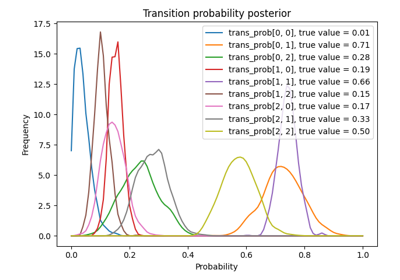 Transition probability posterior
17.5
15.0
12.5
10.0
7.5
5.0
2.5
0.0
Frequency
trans_prob[0, 0], true value = 0.01
trans_prob[0, 1], true value = 0.71
trans_prob[0, 2], true value = 0.28
trans_prob[1, 0], true value = 0.19
trans_prob[1, 1], true value = 0.66
trans_prob[1, 2], true value = 0.15
trans_prob[2, 0], true value = 0.17
trans_prob[2, 1], true value = 0.33
trans_prob[2, 2], true value = 0.50
0.0 0.2 0.4 0.6 0.8 1.0
Probability